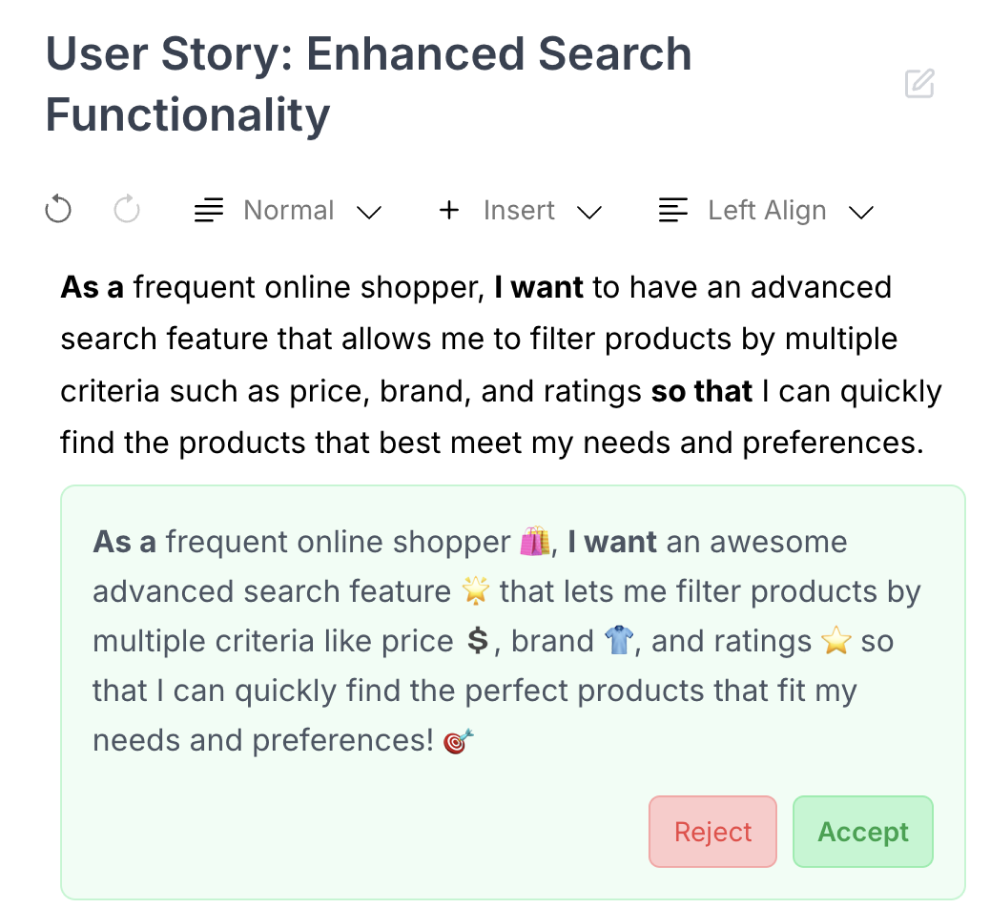 User Story: Enhanced Search
Functionality
Normal
Insert
Left Align
As a frequent online shopper, I want to have an advanced
search feature that allows me to filter products by multiple
criteria such as price, brand, and ratings so that I can quickly
find the products that best meet my needs and preferences.
As a frequent online shopper 🛍️, I want an awesome
advanced search feature 🌟 that lets me filter products by
multiple criteria like price 💲, brand 👕, and ratings ⭐ so
that I can quickly find the perfect products that fit my
needs and preferences! 🎯
Reject
Accept